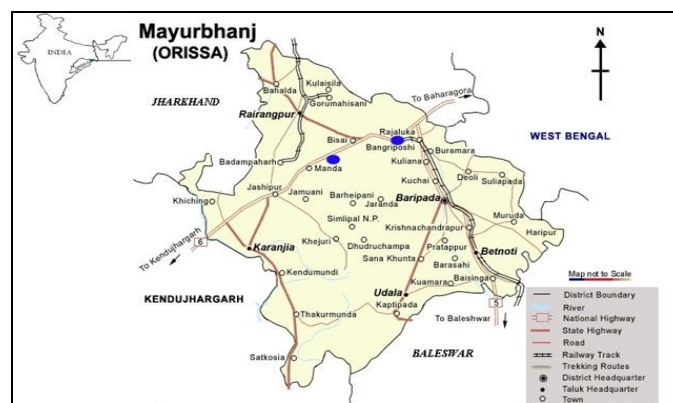 INDIA
Mayurbhanj
(ORISSA)
N
JHARKHAND
Kulaisila
Bahalda
Gorumahisani
To Baharagora
Rairangpur
WEST BENGAL
Rajaluka
Bisai
Bangriposhi
Buramara
Badampaharh
Kuliana
Manda
Deoli
Suliapada
Kuchai
Jashipur
Jamuani
Barheipani
Khiching
Jaranda
Baripada
Simlipal N.P.
Muruda
Krishnachandrapur
Haripur
6
To Kendujhargarh
Khejuri
Dhudruchampa
Pratappur
Karanjia
Betnoti
Sana Khunta
Barasahi
Kendumundi
Map not to Scale
Kuamara
Baisinga
KENDUJHARGARH
Udala
5
Kaptipada
Thakurmunda
To Baleshwar
Satkosia
BALESWAR
District Boundary
River
National Highway
State Highway
Road
Railway Track
Trekking Routes
District Headquarter
Taluk Headquarter
Town